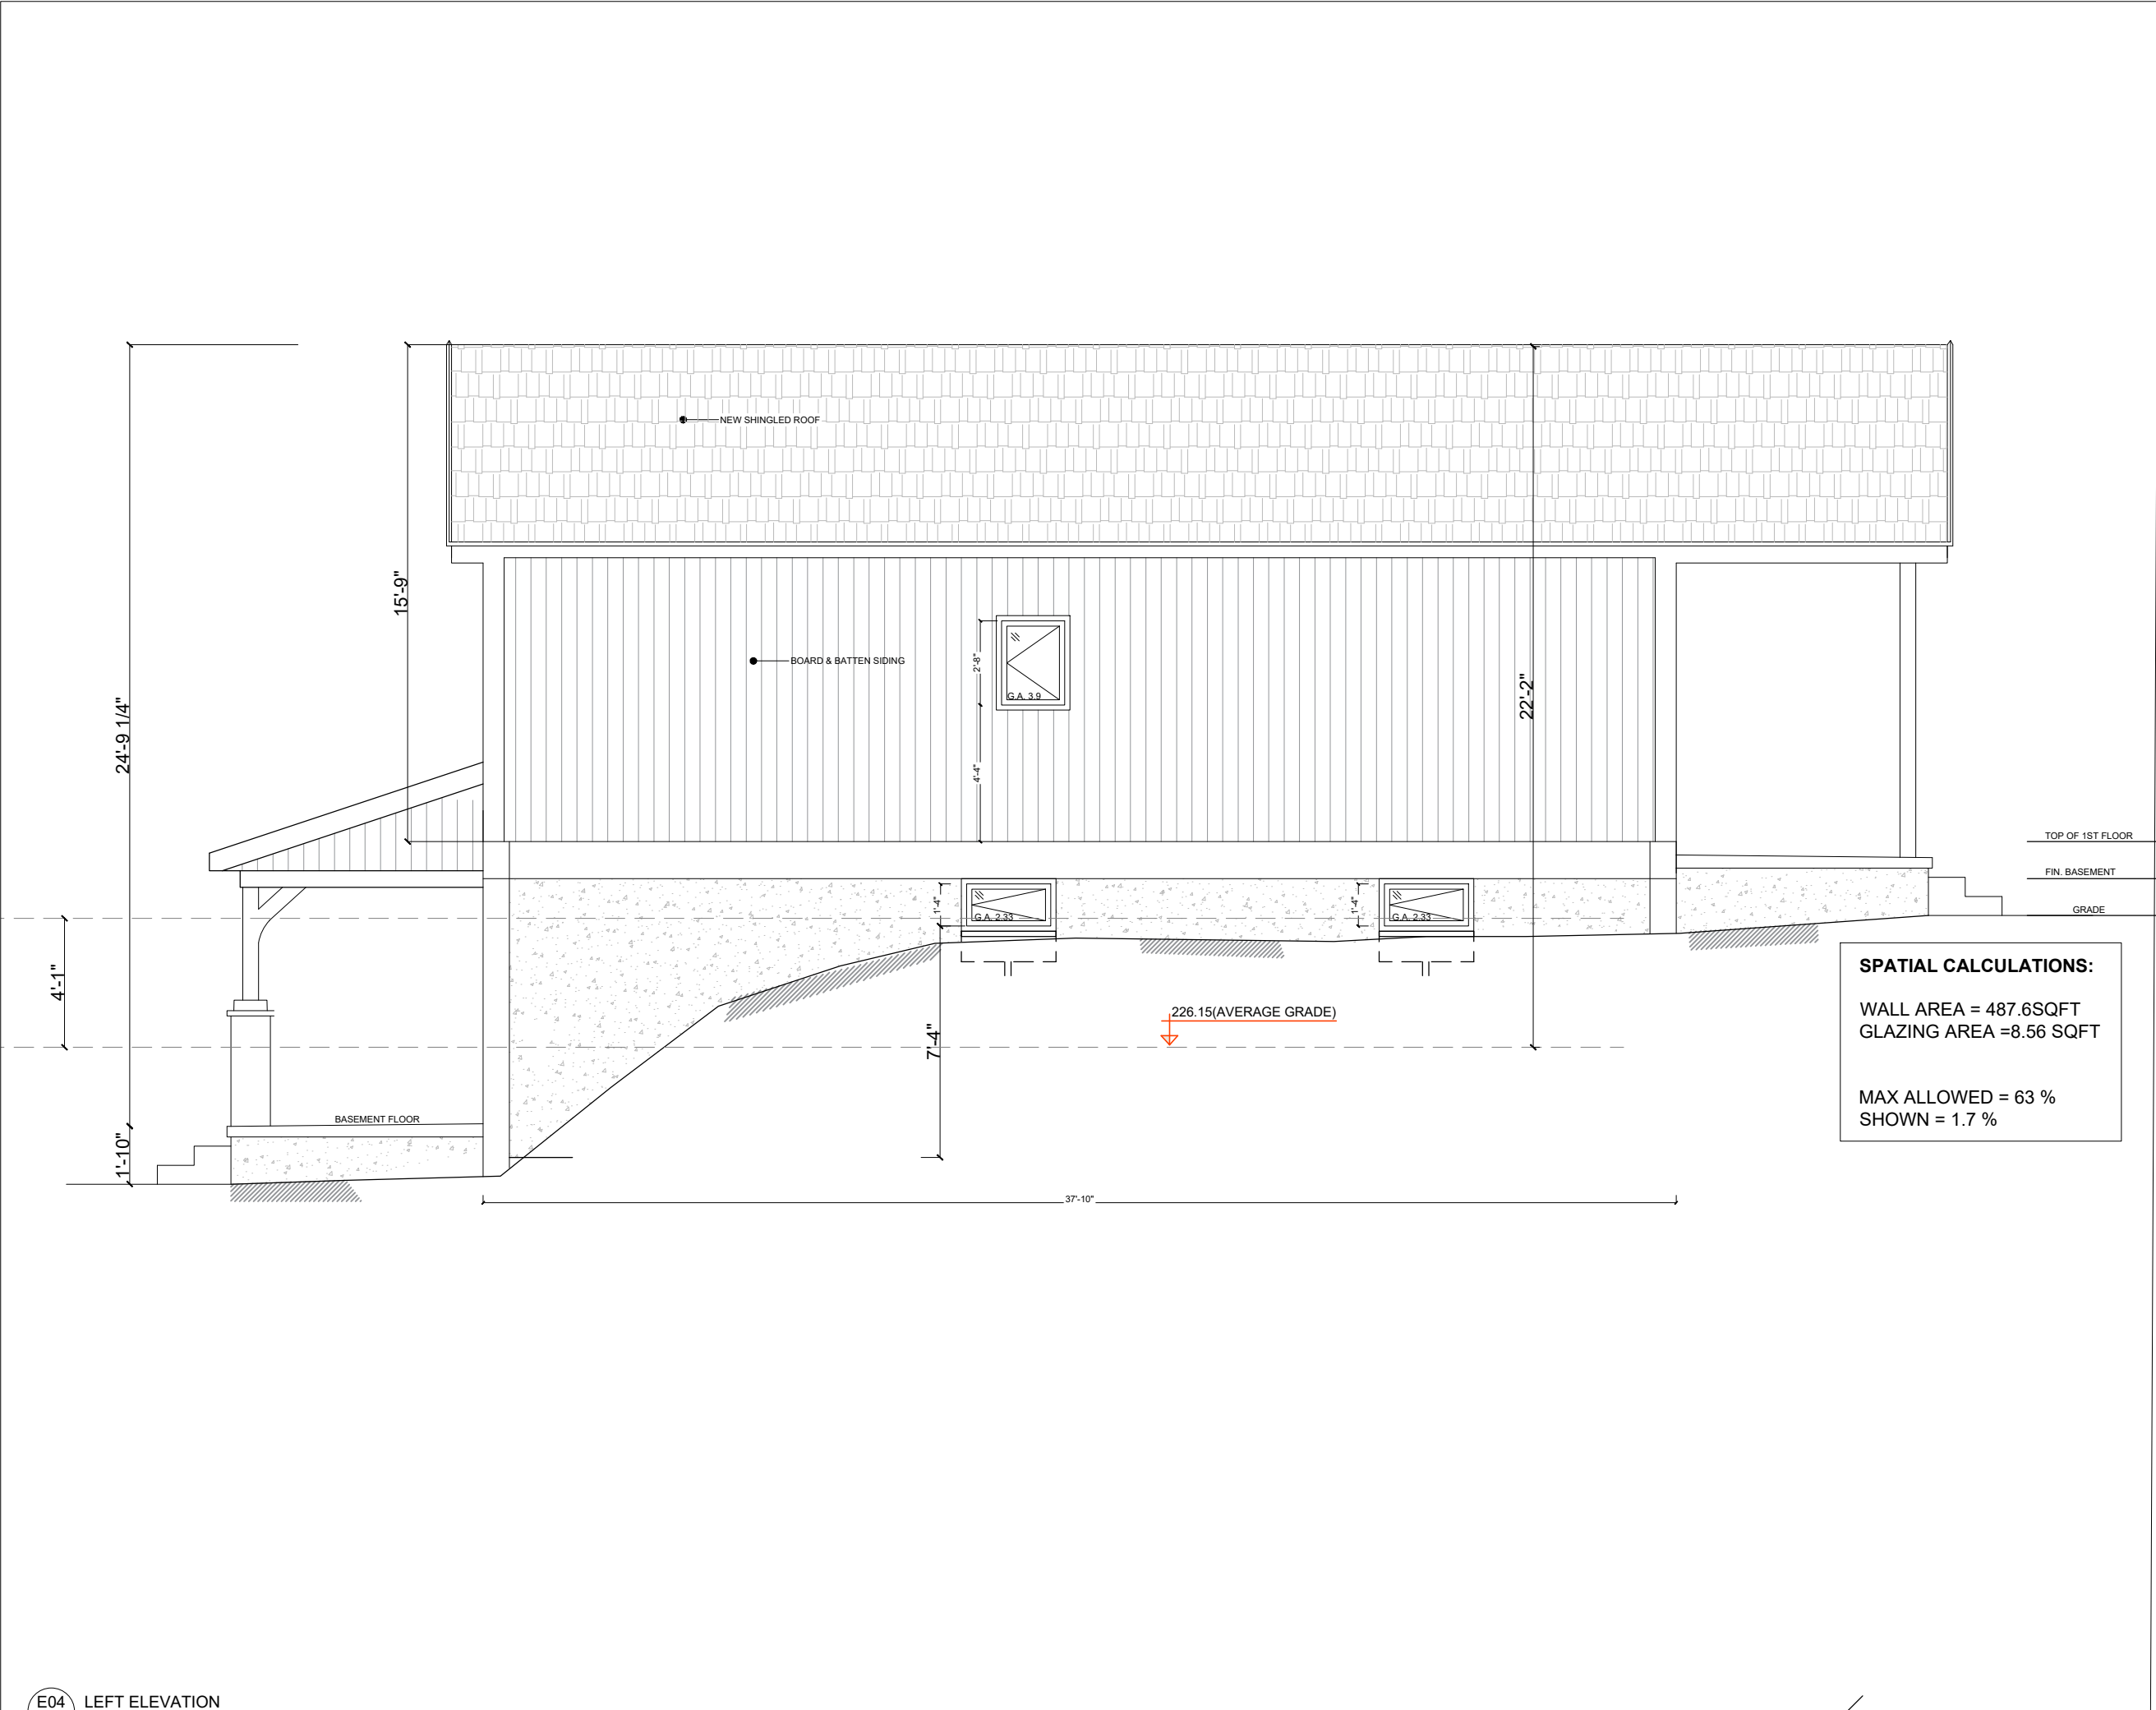 NEW SHINGLED ROOF
15'-9"
BOARD & BATTEN SIDING
2'-8"
G.A. 3.9
22'-2"
24'-9 1/4"
4'-4"
TOP OF 1ST FLOOR
FIN. BASEMENT
1'-4"
G.A. 2.33
1'-4"
G.A. 2.33
GRADE
4'-1"
7'-4"
226.15(AVERAGE GRADE)
SPATIAL CALCULATIONS:
WALL AREA = 487.6SQFT
GLAZING AREA =8.56 SQFT
MAX ALLOWED = 63 %
SHOWN = 1.7 %
BASEMENT FLOOR
1'-10"
37'-10"
E04 LEFT ELEVATION